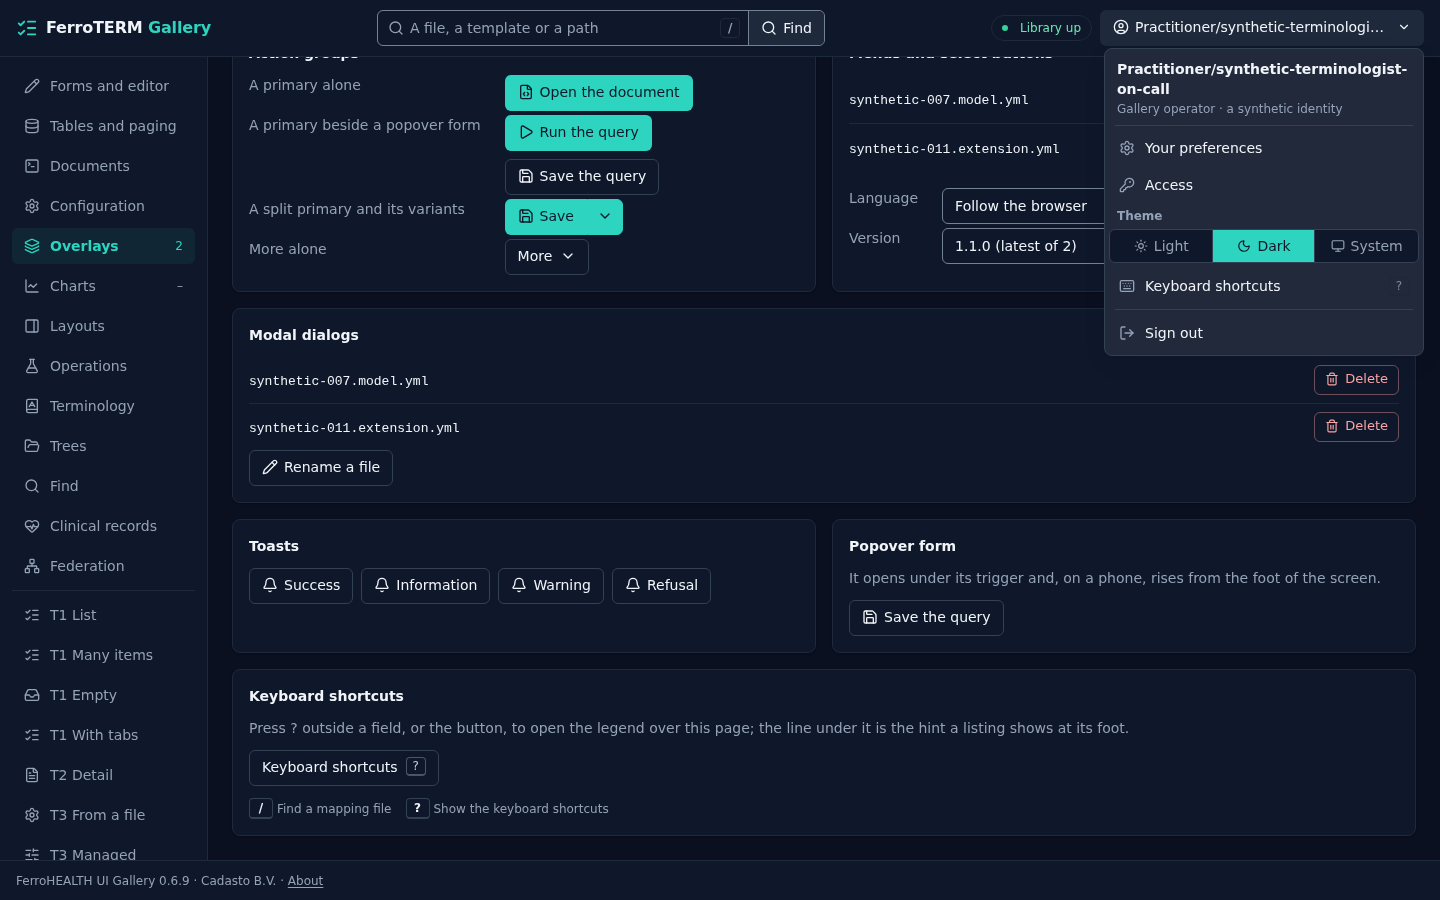 FerroTERM Gallery
A file, a template or a path
/
Find
Library up
Practitioner/synthetic-terminologi...
Practitioner/synthetic-terminologist-
on-call
Gallery operator · a synthetic identity
Your preferences
Access
Theme
Light
Dark
System
Keyboard shortcuts
?
Sign out
Forms and editor
Tables and paging
Documents
Configuration
Overlays
2
Charts
–
Layouts
Operations
Terminology
Trees
Find
Clinical records
Federation
T1 List
T1 Many items
T1 Empty
T1 With tabs
T2 Detail
T3 From a file
T3 Managed
A primary alone
Open the document
A primary beside a popover form
Run the query
Save the query
A split primary and its variants
Save
More alone
More
synthetic-007.model.yml
synthetic-011.extension.yml
Language
Follow the browser
Version
1.1.0 (latest of 2)
Modal dialogs
synthetic-007.model.yml
Delete
synthetic-011.extension.yml
Delete
Rename a file
Toasts
Success
Information
Warning
Refusal
Popover form
It opens under its trigger and, on a phone, rises from the foot of the screen.
Save the query
Keyboard shortcuts
Press ? outside a field, or the button, to open the legend over this page; the line under it is the hint a listing shows at its foot.
Keyboard shortcuts ?
/ Find a mapping file ? Show the keyboard shortcuts
FerroHEALTH UI Gallery 0.6.9 · Cadasto B.V. · About